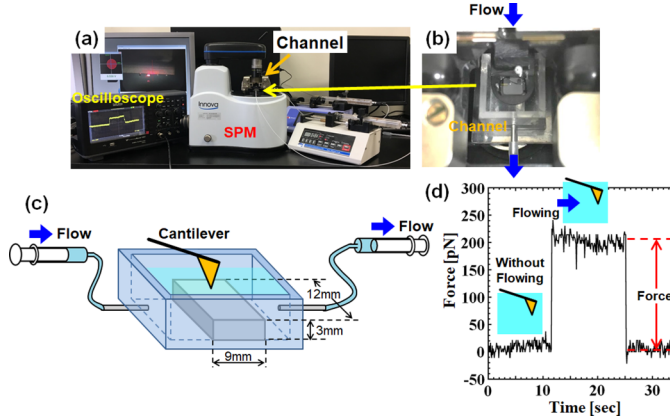 (a)
Channel
Oscilloscope
Innova
SPM
Flow
(b)
Channel
(c)
Cantilever
Flow
Flow
12mm
3mm
9mm
(d)
300
250
200
150
100
50
0
-50
Force [pN]
Flowing
Without
Flowing
Force
0
10
20
30
Time [sec]